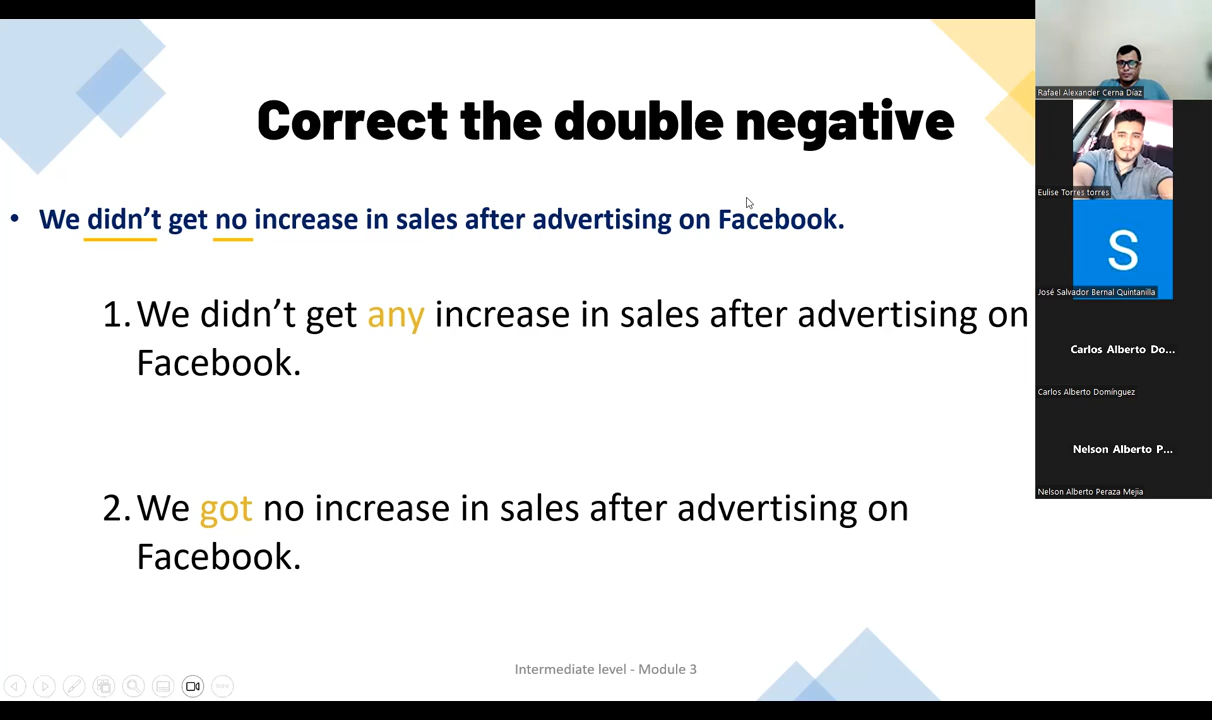 Correct the double negative
• We didn't get no increase in sales after advertising on Facebook.
1. We didn't get any increase in sales after advertising on
Facebook.
2. We got no increase in sales after advertising on
Facebook.
Intermediate level - Module 3
Rafael Alexander Cerna Díaz
Eulise Torres torres
S
José Salvador Bernal Quintanilla
Carlos Alberto Do...
Carlos Alberto Domínguez
Nelson Alberto P...
Nelson Alberto Peraza Mejia